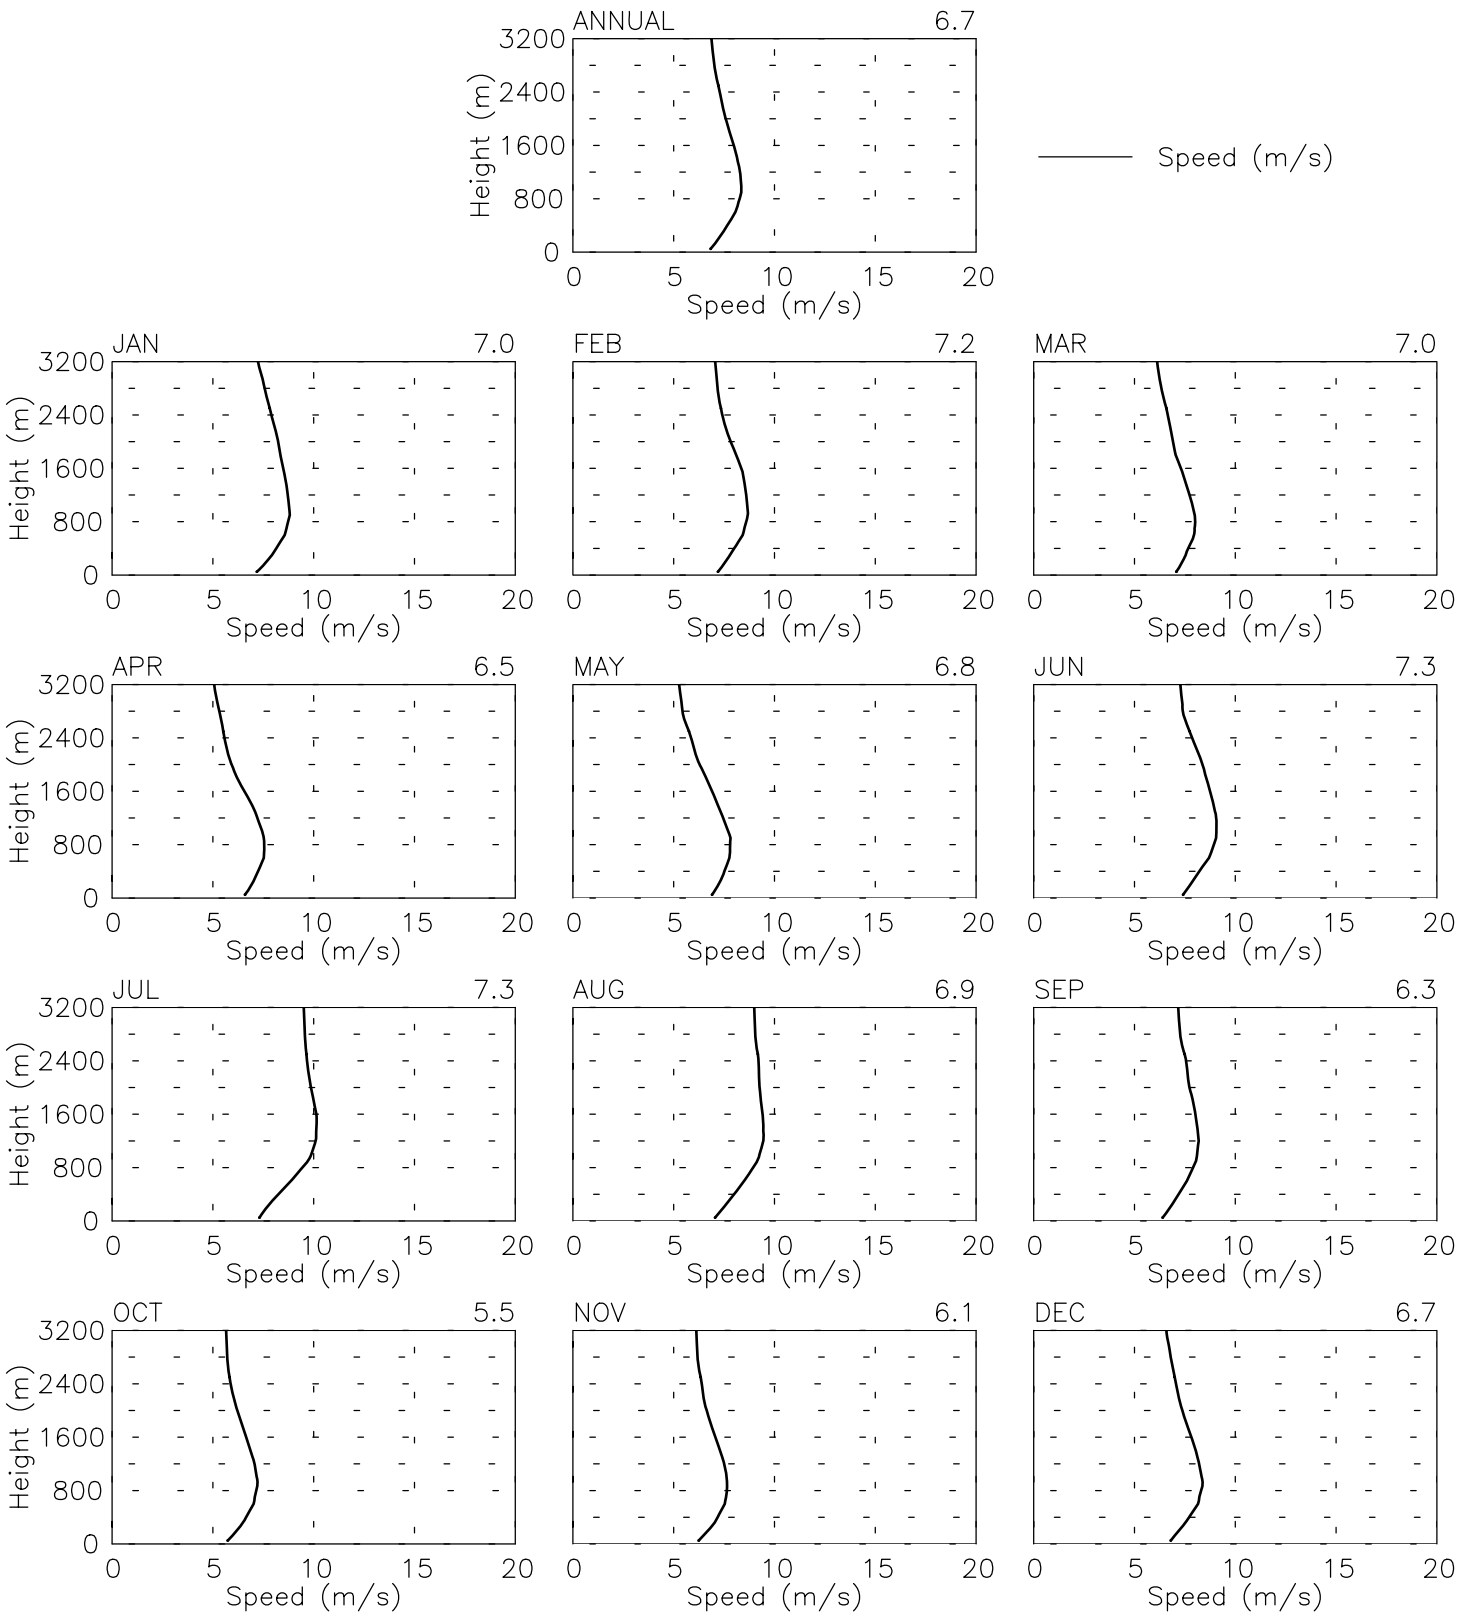 ANNUAL 6.7
3200
2400
1600
800
0
Height (m)
0 5 10 15 20
Speed (m/s)
Speed (m/s)
JAN 7.0
3200
2400
1600
800
0
Height (m)
0 5 10 15 20
Speed (m/s)
FEB 7.2
0 5 10 15 20
Speed (m/s)
MAR 7.0
0 5 10 15 20
Speed (m/s)
APR 6.5
3200
2400
1600
800
0
Height (m)
0 5 10 15 20
Speed (m/s)
MAY 6.8
0 5 10 15 20
Speed (m/s)
JUN 7.3
0 5 10 15 20
Speed (m/s)
JUL 7.3
3200
2400
1600
800
0
Height (m)
0 5 10 15 20
Speed (m/s)
AUG 6.9
0 5 10 15 20
Speed (m/s)
SEP 6.3
0 5 10 15 20
Speed (m/s)
OCT 5.5
3200
2400
1600
800
0
Height (m)
0 5 10 15 20
Speed (m/s)
NOV 6.1
0 5 10 15 20
Speed (m/s)
DEC 6.7
0 5 10 15 20
Speed (m/s)